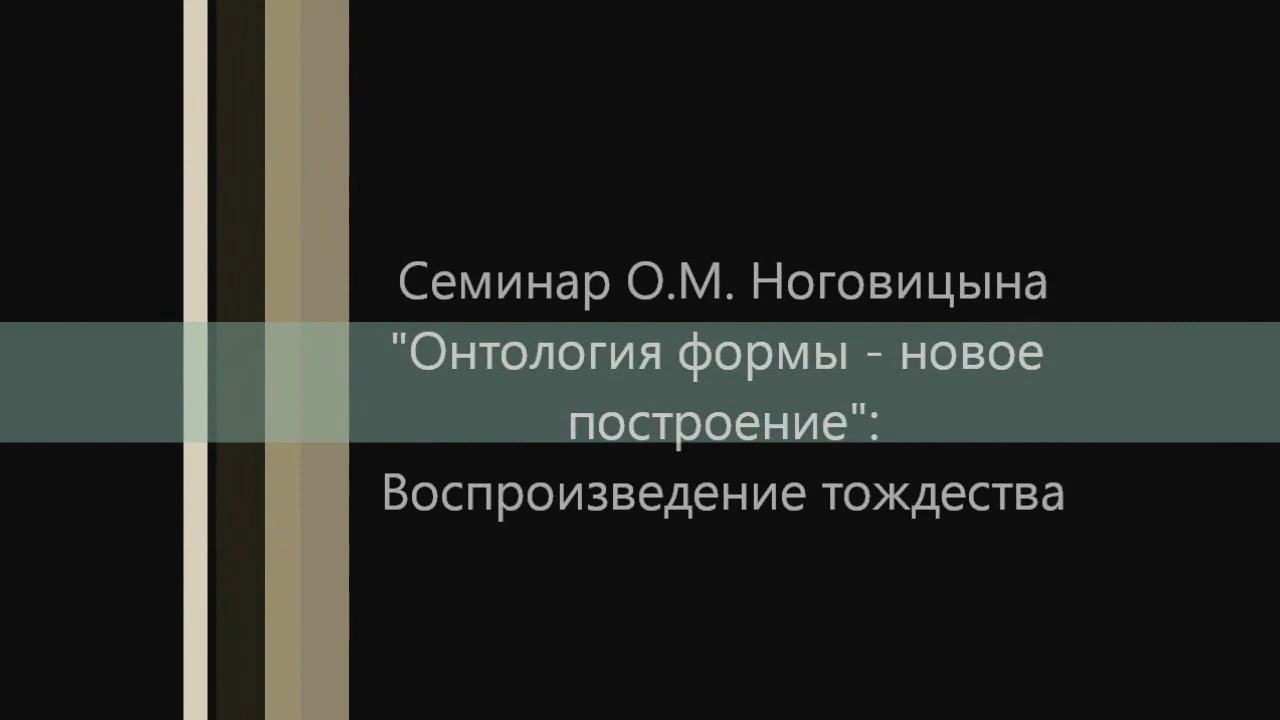 Семинар О.М. Ноговицына
"Онтология формы - новое
построение":
Воспроизведение тождества